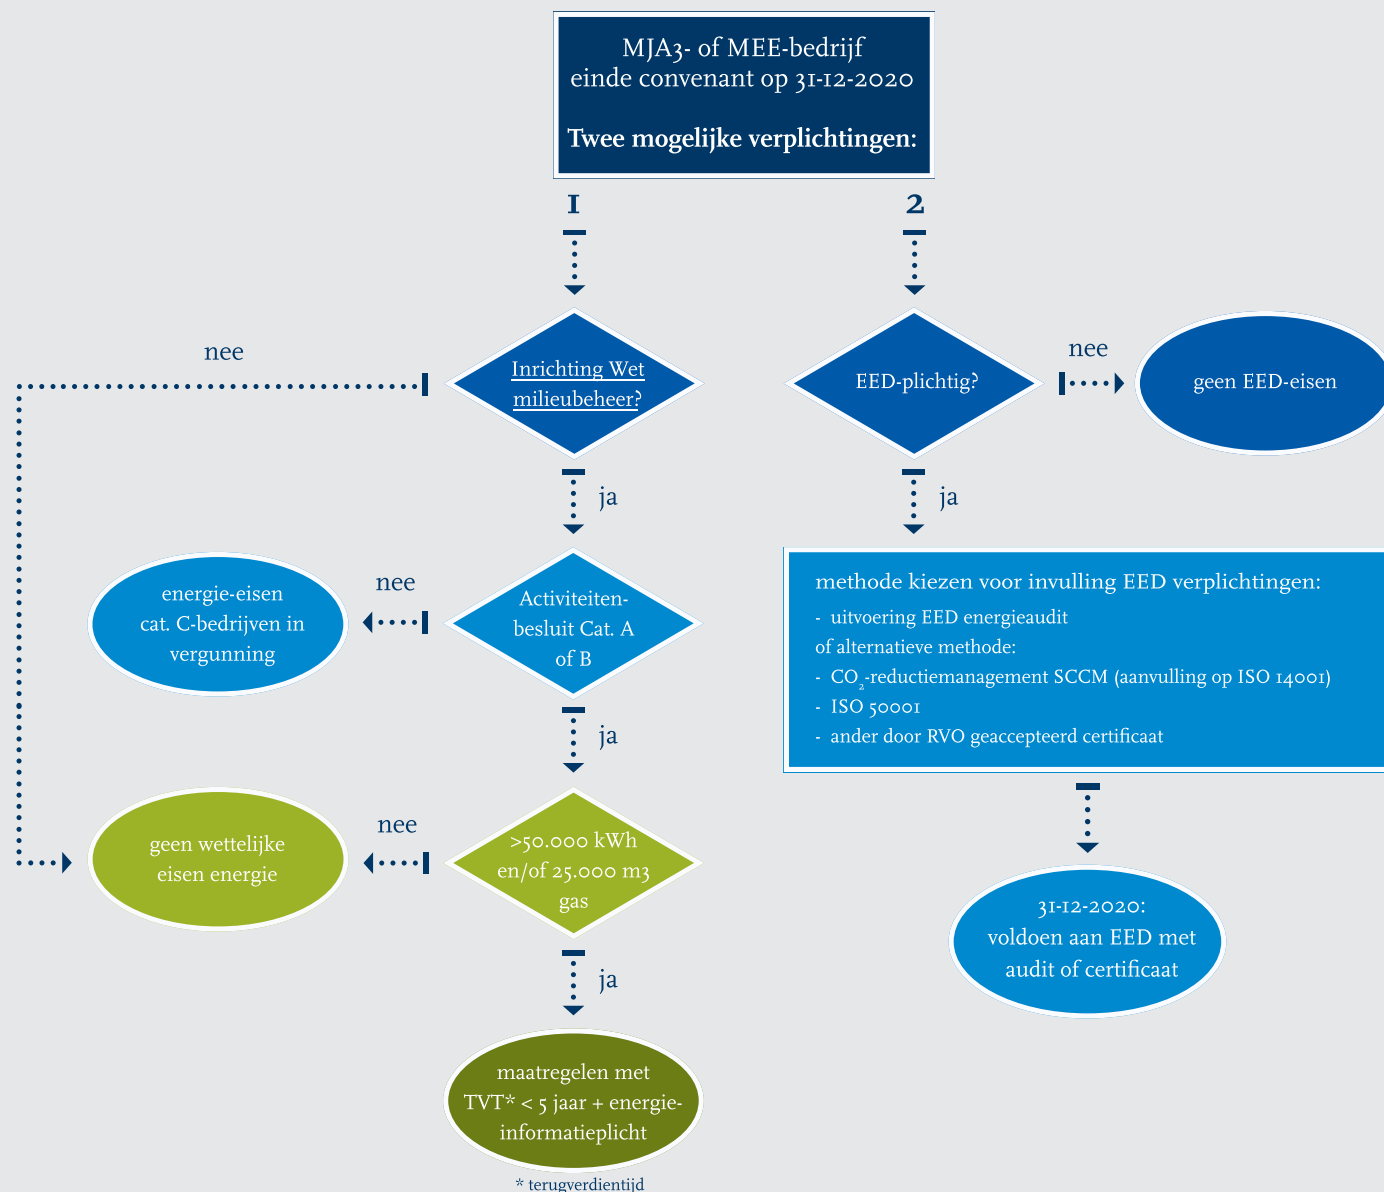 MJA3- of MEE-bedrijf
einde convenant op 31-12-2020
Twee mogelijke verplichtingen:
1
2
nee
Inrichting Wet
milieubeheer?
EED-plichtig?
nee
geen EED-eisen
ja
ja
energie-eisen
cat. C-bedrijven in
vergunning
nee
Activiteiten-
besluit Cat. A
of B
methode kiezen voor invulling EED verplichtingen:
- uitvoering EED energieaudit
of alternatieve methode:
- CO₂-reductiemanagement SCCM (aanvulling op ISO 14001)
- ISO 50001
- ander door RVO geaccepteerd certificaat
ja
geen wettelijke
eisen energie
nee
>50.000 kWh
en/of 25.000 m3
gas
31-12-2020:
voldoen aan EED met
audit of certificaat
ja
maatregelen met
TVT* < 5 jaar + energie-
informatieplicht
* terugverdientijd